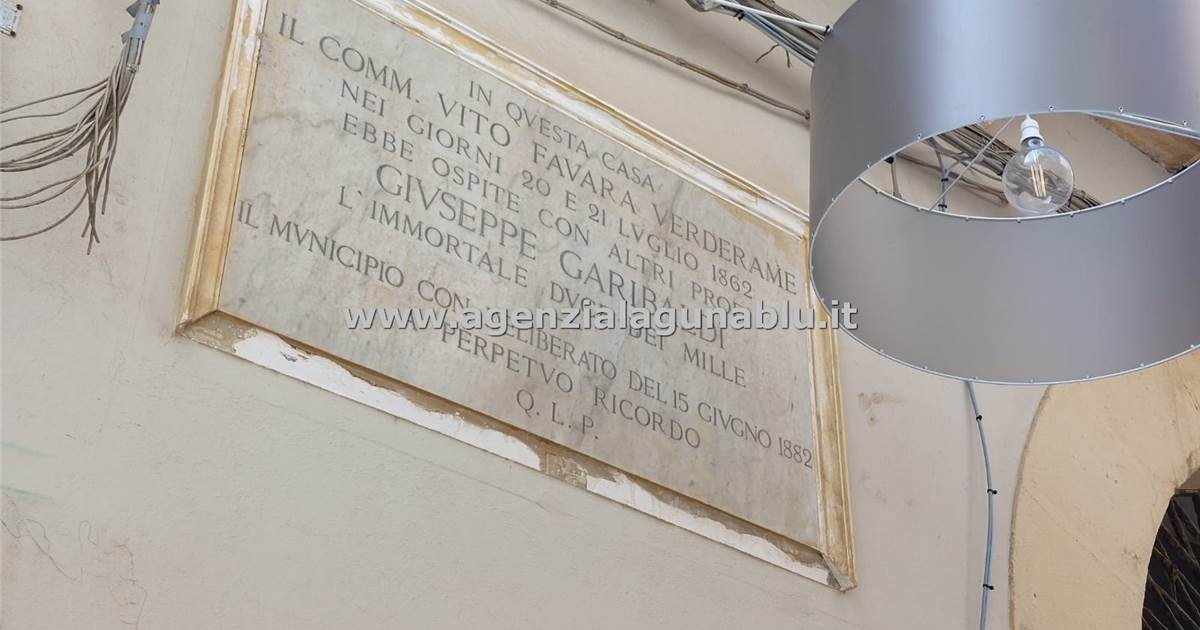 IN QVESTA CASA
IL COMM. VITO FAVARA VERDERAME
NEI GIORNI 20 E 21 LVGLIO 1862
EBBE OSPITE CON ALTRI PRODI
GIVSEPPE GARIBALDI
L'IMMORTALE DVCE DEI MILLE
IL MVNICIPIO CON DELIBERATO DEL 15 GIVGNO 1882
A PERPETVO RICORDO
Q. L. P.
www.agenzialagunablu.it